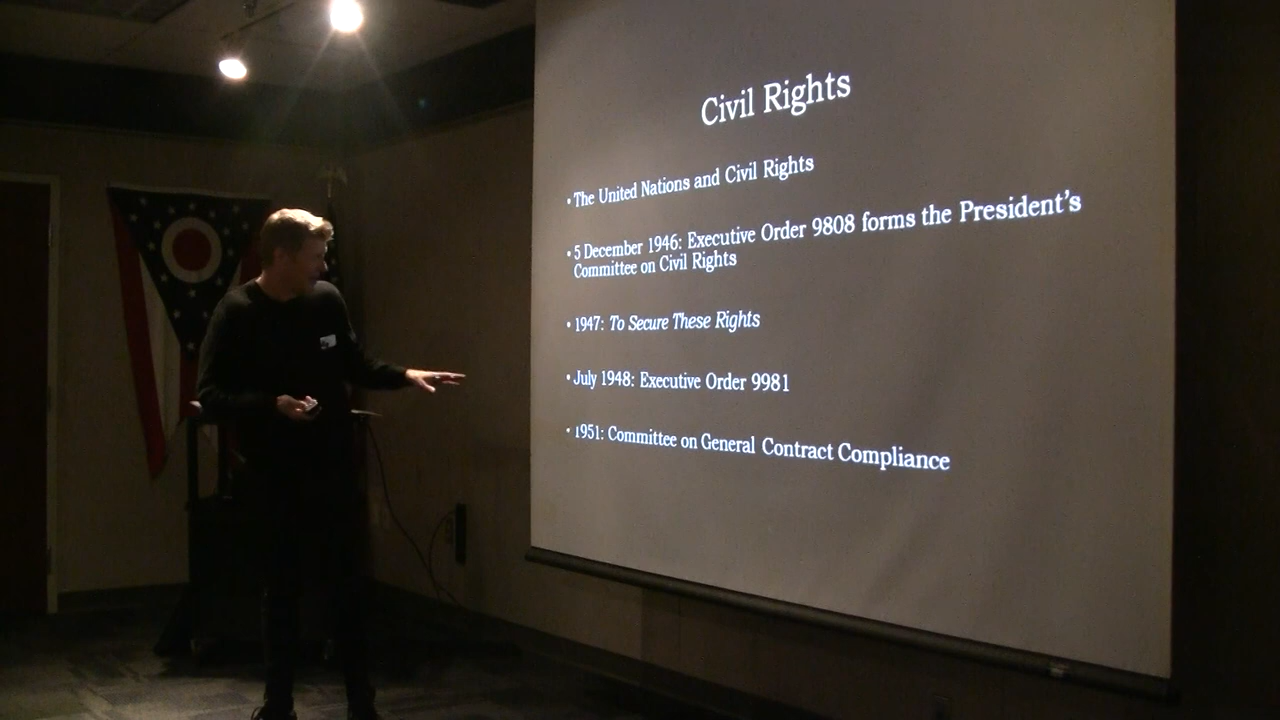 Civil Rights
• The United Nations and Civil Rights
• 5 December 1946: Executive Order 9808 forms the President's
Committee on Civil Rights
• 1947: To Secure These Rights
• July 1948: Executive Order 9981
• 1951: Committee on General Contract Compliance